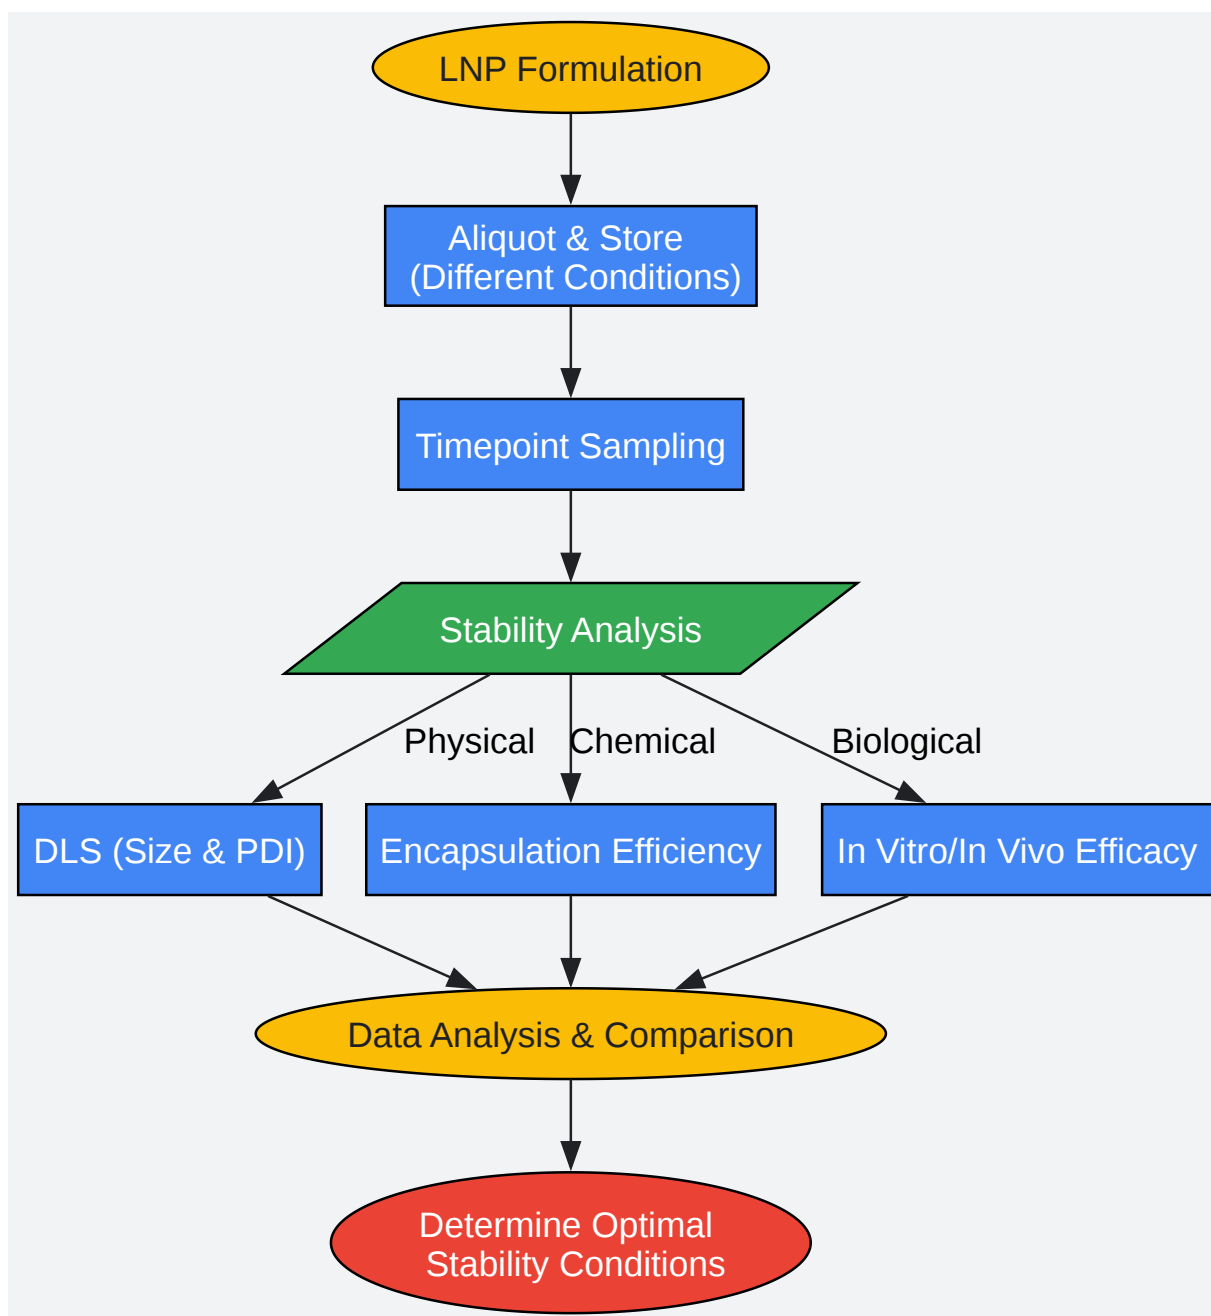 LNP Formulation
Aliquot & Store
(Different Conditions)
Timepoint Sampling
Stability Analysis
Physical
Chemical
Biological
DLS (Size & PDI)
Encapsulation Efficiency
In Vitro/In Vivo Efficacy
Data Analysis & Comparison
Determine Optimal
Stability Conditions